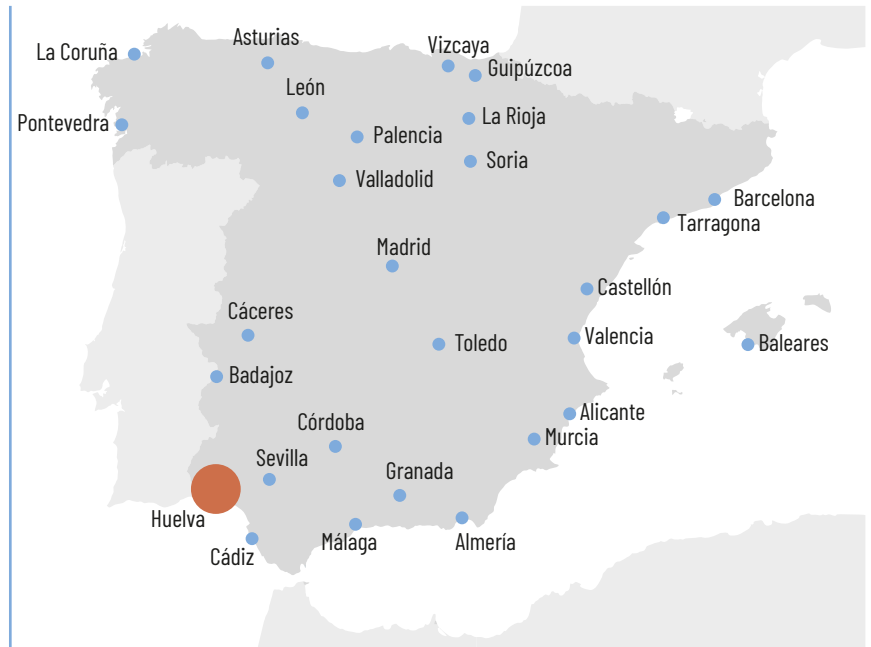 Asturias
Vizcaya
La Coruña
Guipúzcoa
León
La Rioja
Pontevedra
Palencia
Soria
Valladolid
Barcelona
Tarragona
Madrid
Castellón
Cáceres
Valencia
Toledo
Baleares
Badajoz
Alicante
Córdoba
Murcia
Sevilla
Granada
Huelva
Málaga
Almería
Cádiz